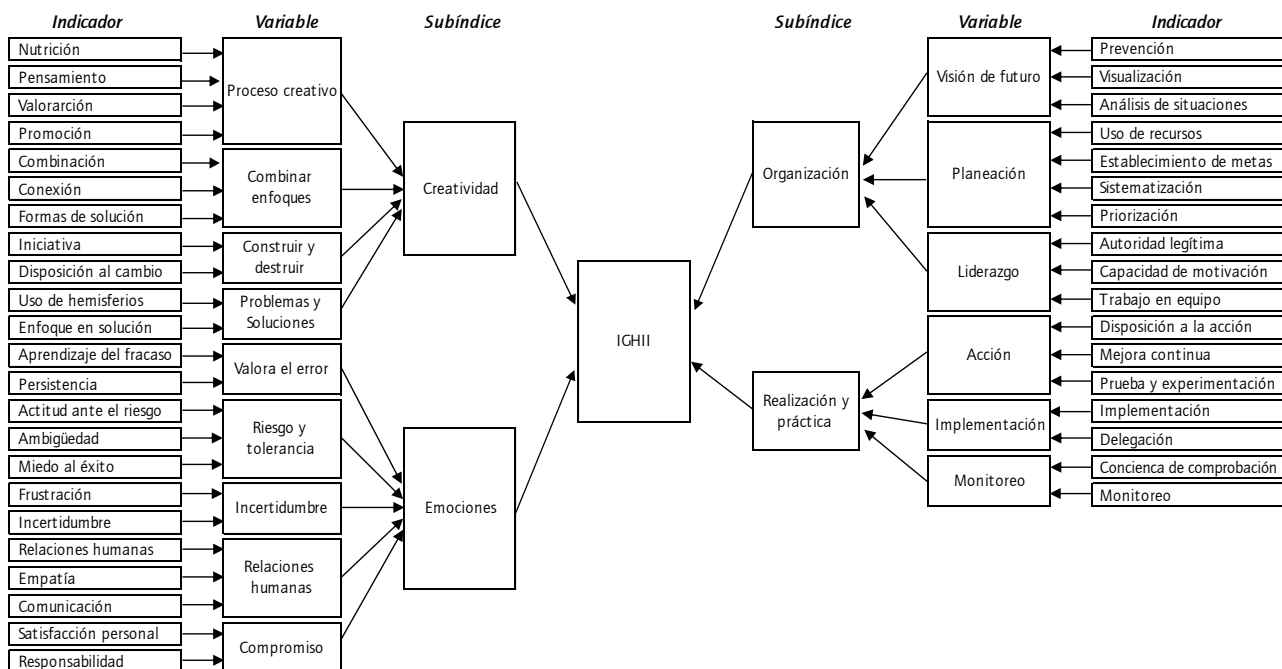 Indicador
Variable
Subíndice
Subíndice
Variable
Indicador
Nutrición
Pensamiento
Valorarción
Promoción
Combinación
Conexión
Formas de solución
Iniciativa
Disposición al cambio
Uso de hemisferios
Enfoque en solución
Aprendizaje del fracaso
Persistencia
Actitud ante el riesgo
Ambigüedad
Miedo al éxito
Frustración
Incertidumbre
Relaciones humanas
Empatía
Comunicación
Satisfacción personal
Responsabilidad
Proceso creativo
Combinar
enfoques
Construir y
destruir
Problemas y
Soluciones
Valora el error
Riesgo y
tolerancia
Incertidumbre
Relaciones
humanas
Compromiso
Creatividad
Emociones
IGHII
Organización
Realización y
práctica
Visión de futuro
Planeación
Liderazgo
Acción
Implementación
Monitoreo
Prevención
Visualización
Análisis de situaciones
Uso de recursos
Establecimiento de metas
Sistematización
Priorización
Autoridad legítima
Capacidad de motivación
Trabajo en equipo
Disposición a la acción
Mejora continua
Prueba y experimentación
Implementación
Delegación
Concienca de comprobación
Monitoreo